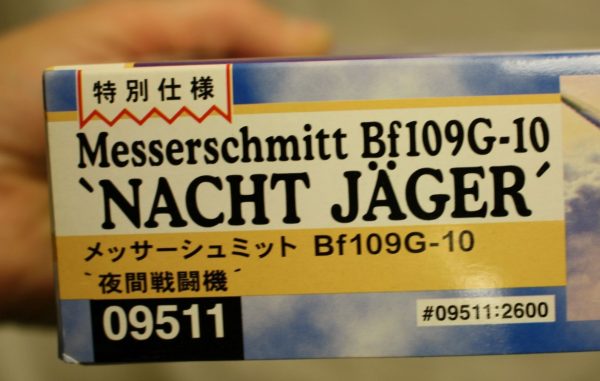 特別仕様
Messerschmitt Bf109G-10
`NACHT JÄGER´
メッサーシュミット Bf109G-10
`夜間戦闘機´
09511
#09511:2600